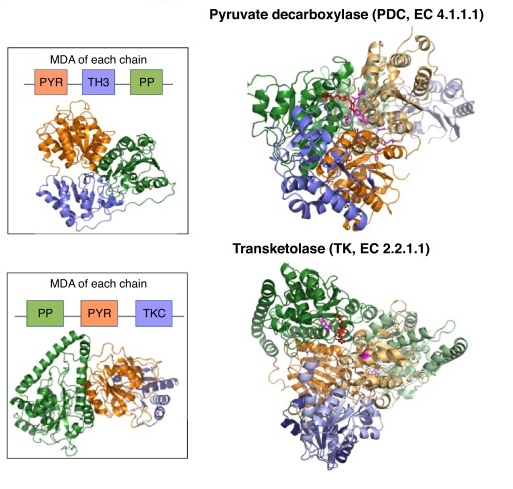 Pyruvate decarboxylase (PDC, EC 4.1.1.1)
MDA of each chain
PYR TH3 PP
Transketolase (TK, EC 2.2.1.1)
MDA of each chain
PP PYR TKC